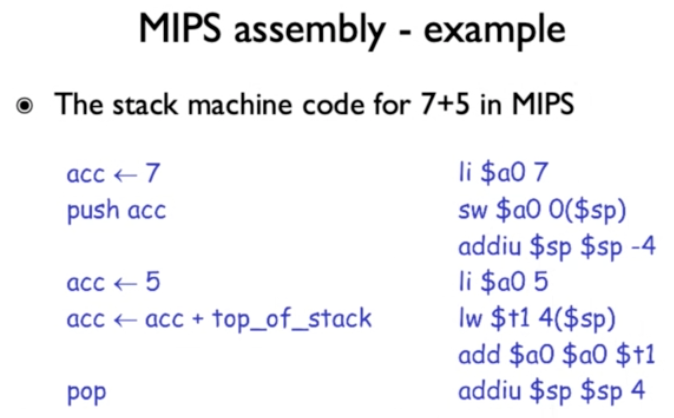 MIPS assembly - example
◉ The stack machine code for 7+5 in MIPS
acc ← 7 li $a0 7
push acc sw $a0 0($sp)
addiu $sp $sp -4
acc ← 5 li $a0 5
acc ← acc + top_of_stack lw $t1 4($sp)
add $a0 $a0 $t1
pop addiu $sp $sp 4